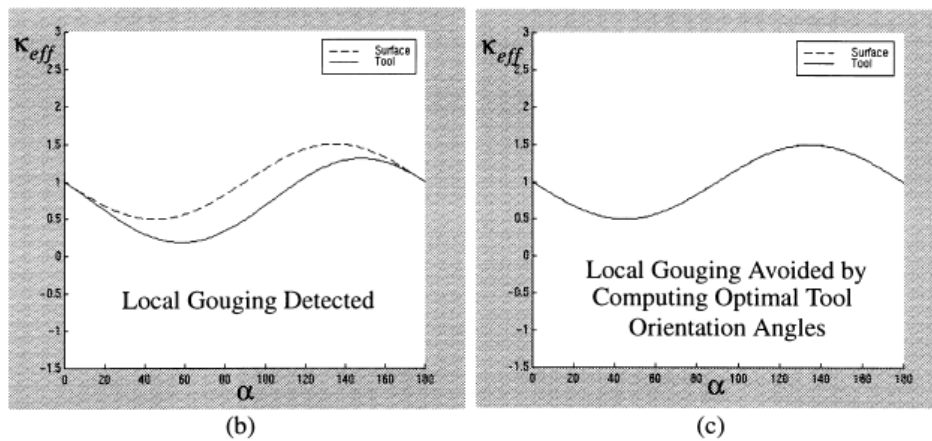 κeff
3
2.5
2
1.5
1
0.5
0
-0.5
-1
-1.5
Surface
Tool
Local Gouging Detected
0 20 40 60 80 100 120 140 160 180
α
(b)
κeff
3
2.5
2
1.5
1
0.5
0
-0.5
-1
-1.5
Surface
Tool
Local Gouging Avoided by
Computing Optimal Tool
Orientation Angles
0 20 40 60 80 100 120 140 160 180
α
(c)